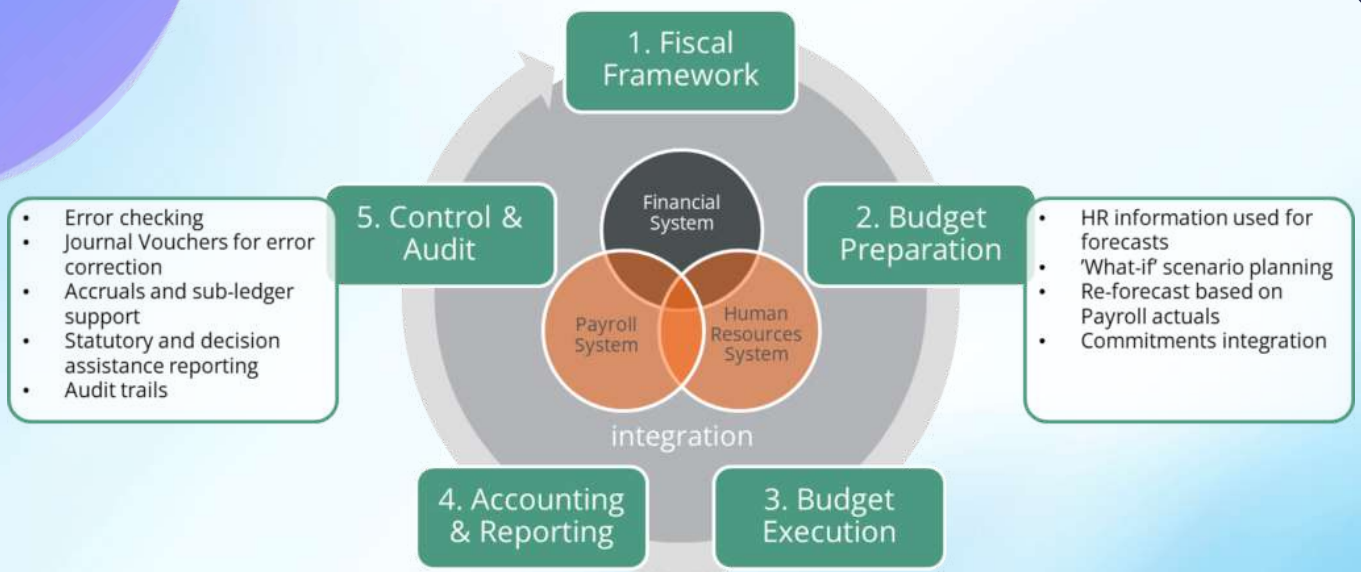 1. Fiscal
Framework
Financial
System
5. Control &
Audit
2. Budget
Preparation
• Error checking
• Journal Vouchers for error
correction
• Accruals and sub-ledger
support
• Statutory and decision
assistance reporting
• Audit trails
• HR information used for
forecasts
• 'What-if' scenario planning
• Re-forecast based on
Payroll actuals
• Commitments integration
Payroll
System
Human
Resources
System
integration
4. Accounting
& Reporting
3. Budget
Execution